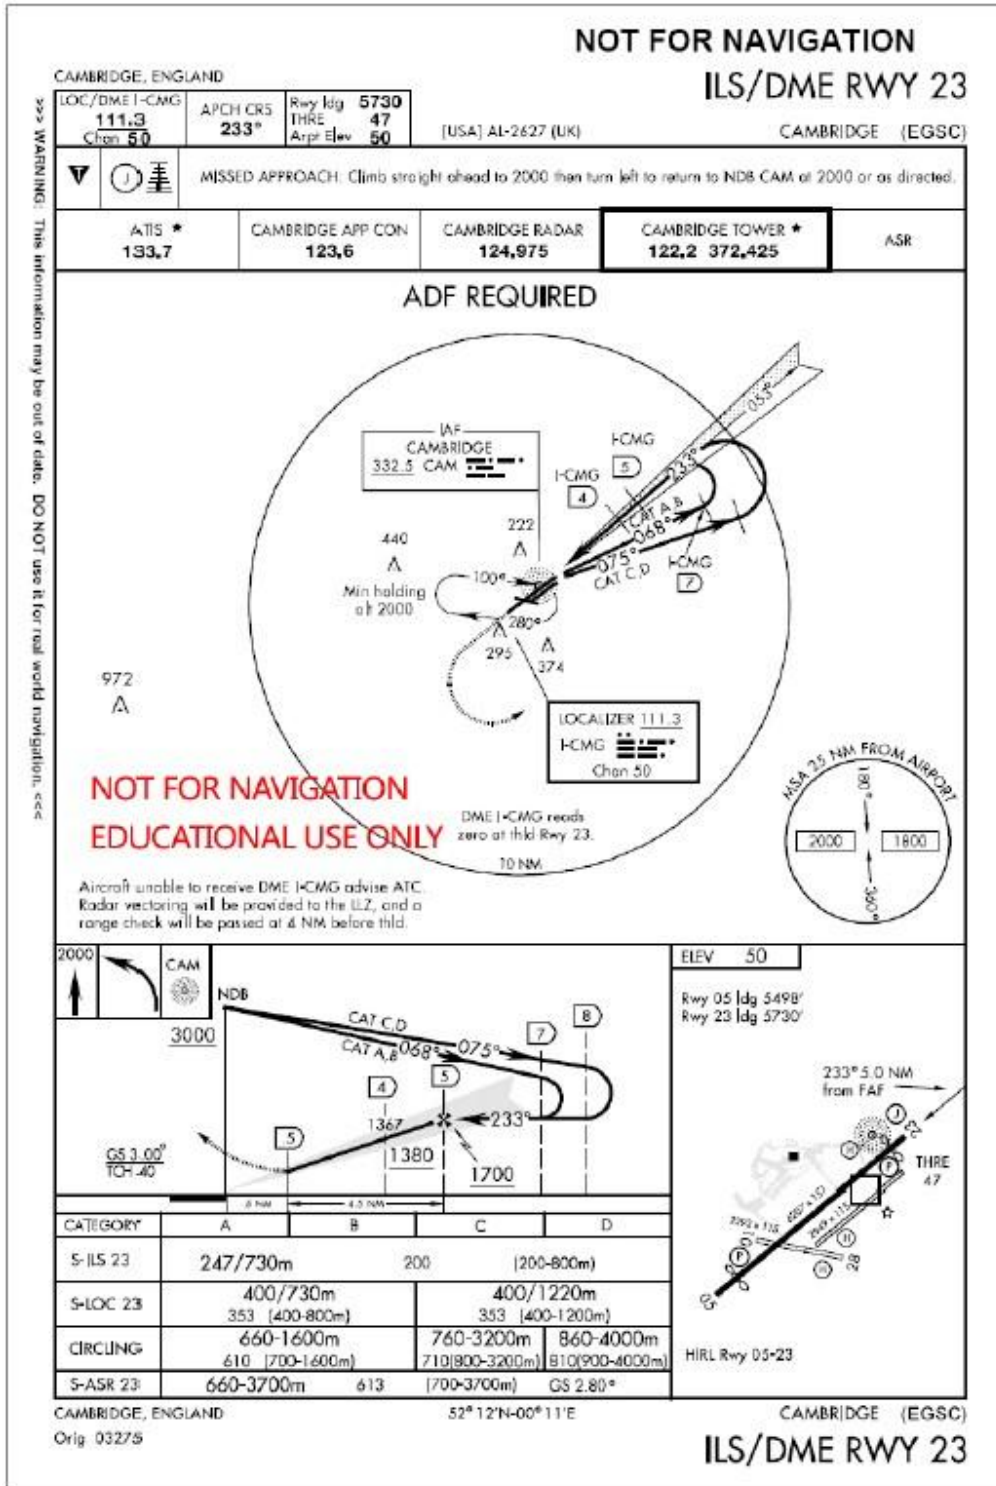 NOT FOR NAVIGATION
CAMBRIDGE, ENGLAND
ILS/DME RWY 23
LOC/DME I-CMG
111.3
Chan 50
APCH CRS
233°
Rwy ldg 5730
THRE 47
Arpt Elev 50
[USA] AL-2627 (UK)
CAMBRIDGE (EGSC)
>>> WARNING: This information may be out of date. DO NOT use it for real world navigation. <<<
T
J
MISSED APPROACH: Climb straight ahead to 2000 then turn left to return to NDB CAM at 2000 or as directed.
ATIS ★
133.7
CAMBRIDGE APP CON
123.6
CAMBRIDGE RADAR
124.975
CAMBRIDGE TOWER ★
122.2 372.425
ASR
ADF REQUIRED
053°
IAF
CAMBRIDGE
332.5 CAM
I-CMG
5
I-CMG
4
233°
CAT A,B
068°
075°
CAT C,D
I-CMG
7
222
440
Min holding
alt 2000
100°
280°
295
374
972
LOCALIZER 111.3
I-CMG
Chan 50
NOT FOR NAVIGATION
EDUCATIONAL USE ONLY
DME I-CMG reads
zero at thld Rwy 23.
10 NM
MSA 25 NM FROM AIRPORT
180°
2000
1800
360°
Aircraft unable to receive DME I-CMG advise ATC.
Radar vectoring will be provided to the LLZ, and a
range check will be passed at 4 NM before thld.
2000
CAM
NDB
3000
CAT C,D
075°
CAT A,B
068°
7
8
4
5
1367
233°
.5
1380
1700
GS 3.00°
TCH 40
.6 NM
4.5 NM
ELEV 50
Rwy 05 ldg 5498'
Rwy 23 ldg 5730'
233° 5.0 NM
from FAF
J
23
H
P
THRE
47
H
P
H
28
05
HIRL Rwy 05-23
CATEGORY A B C D
S-ILS 23 247/730m 200 (200-800m)
S-LOC 23 400/730m 400/1220m
353 (400-800m) 353 (400-1200m)
CIRCLING 660-1600m 760-3200m 860-4000m
610 (700-1600m) 710(800-3200m) 810(900-4000m)
S-ASR 23 660-3700m 613 (700-3700m) GS 2.80°
CAMBRIDGE, ENGLAND
52°12'N-00°11'E
CAMBRIDGE (EGSC)
Orig 03275
ILS/DME RWY 23